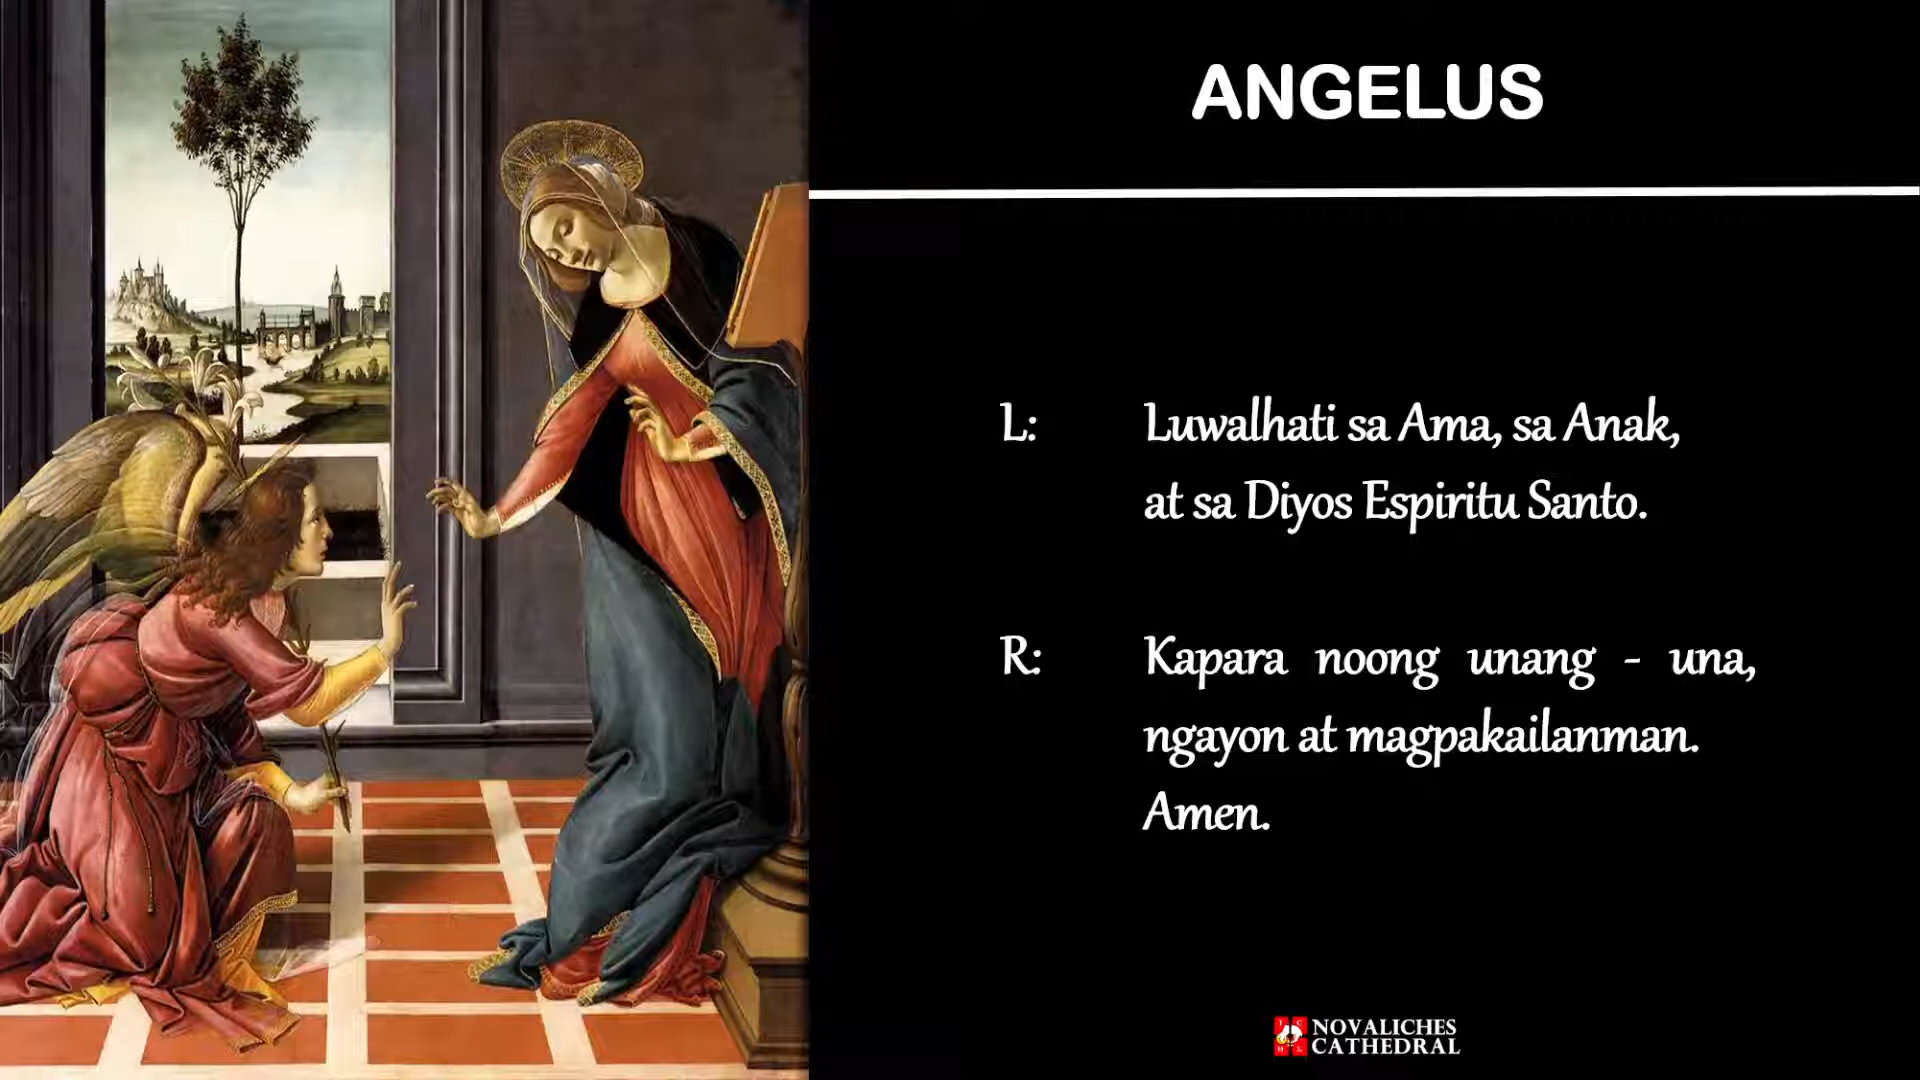 ANGELUS
L: Luwalhati sa Ama, sa Anak,
at sa Diyos Espiritu Santo.
R: Kapara noong unang - una,
ngayon at magpakailanman.
Amen.
NOVALICHES
CATHEDRAL